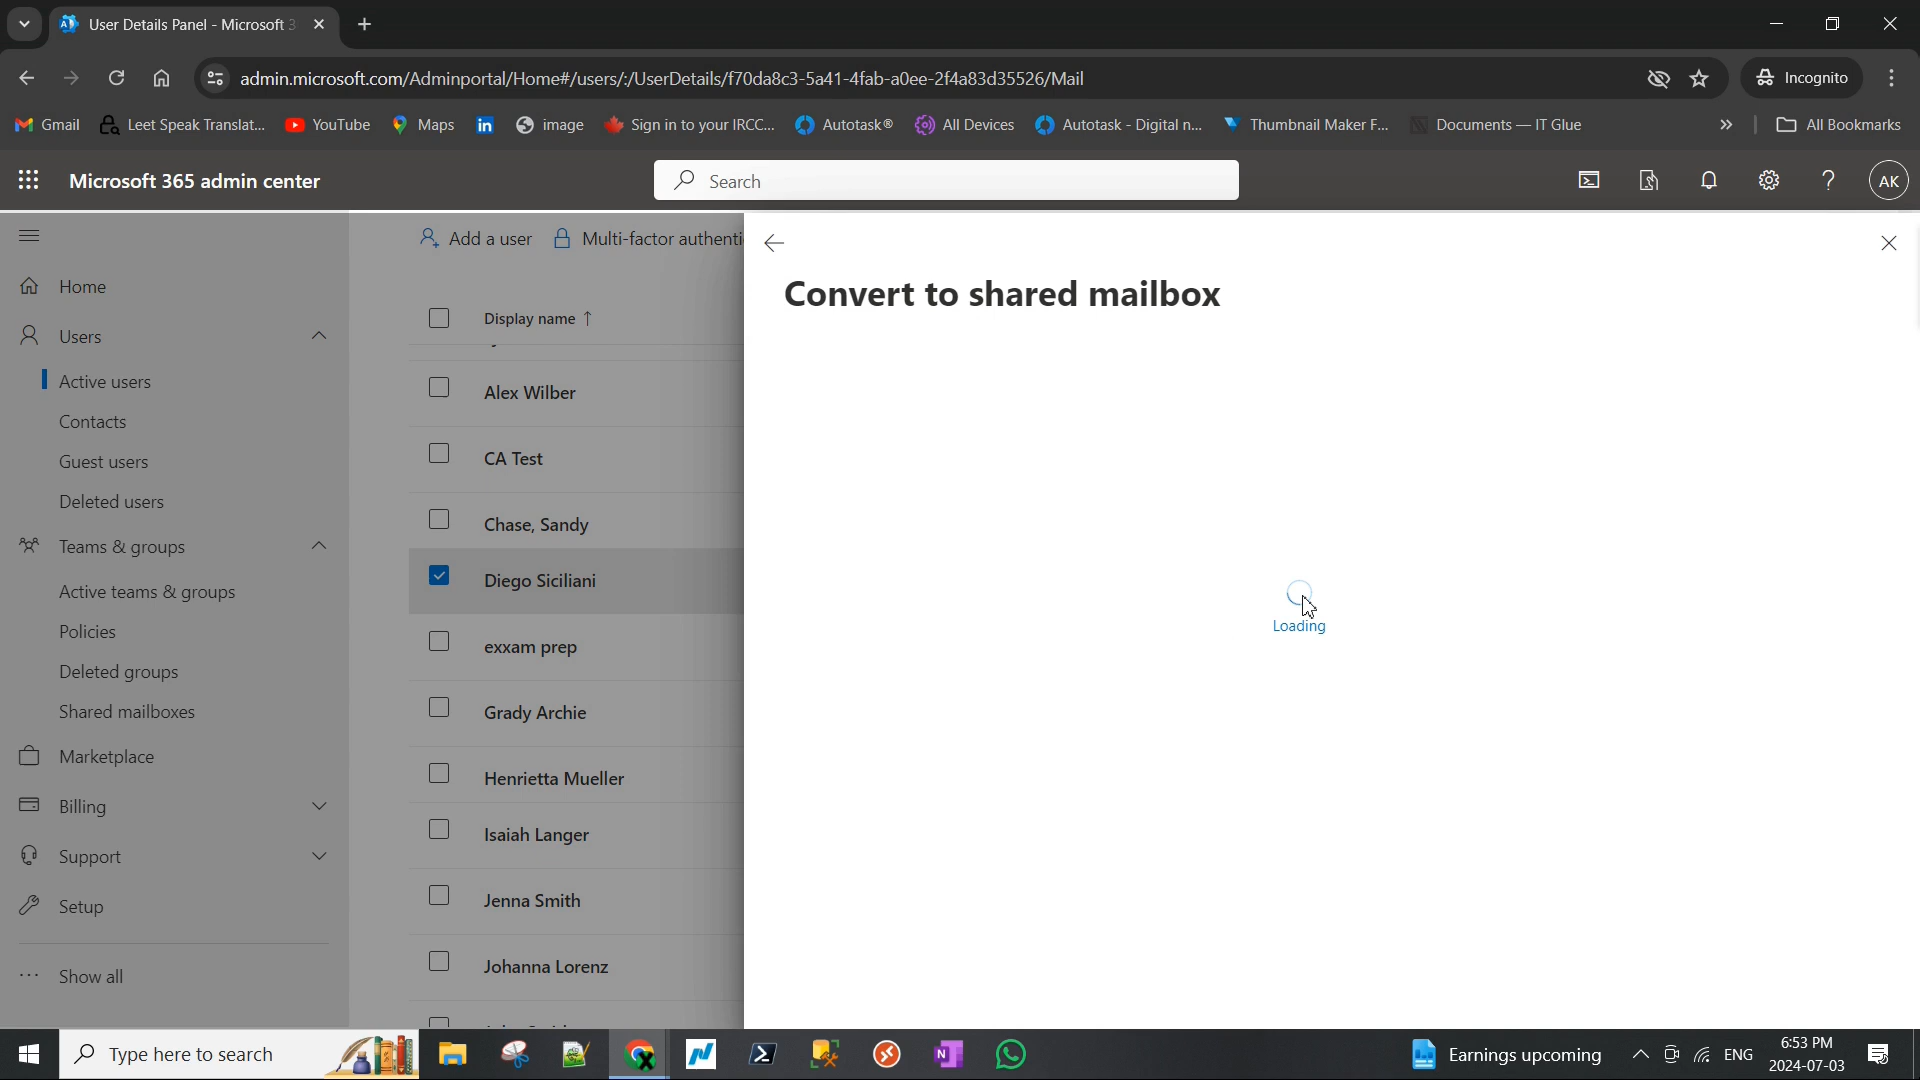 User Details Panel - Microsoft 3
admin.microsoft.com/Adminportal/Home#/users/:/UserDetails/f70da8c3-5a41-4fab-a0ee-2f4a83d35526/Mail
Incognito
Gmail
Leet Speak Translat...
YouTube
Maps
image
Sign in to your IRCC...
Autotask®
All Devices
Autotask - Digital n...
Thumbnail Maker F...
Documents — IT Glue
All Bookmarks
Microsoft 365 admin center
Search
AK
Home
Users
Active users
Contacts
Guest users
Deleted users
Teams & groups
Active teams & groups
Policies
Deleted groups
Shared mailboxes
Marketplace
Billing
Support
Setup
Show all
Add a user
Multi-factor authenti
Display name ↑
Alex Wilber
CA Test
Chase, Sandy
Diego Siciliani
exxam prep
Grady Archie
Henrietta Mueller
Isaiah Langer
Jenna Smith
Johanna Lorenz
Convert to shared mailbox
Loading
Type here to search
Earnings upcoming
ENG
6:53 PM
2024-07-03